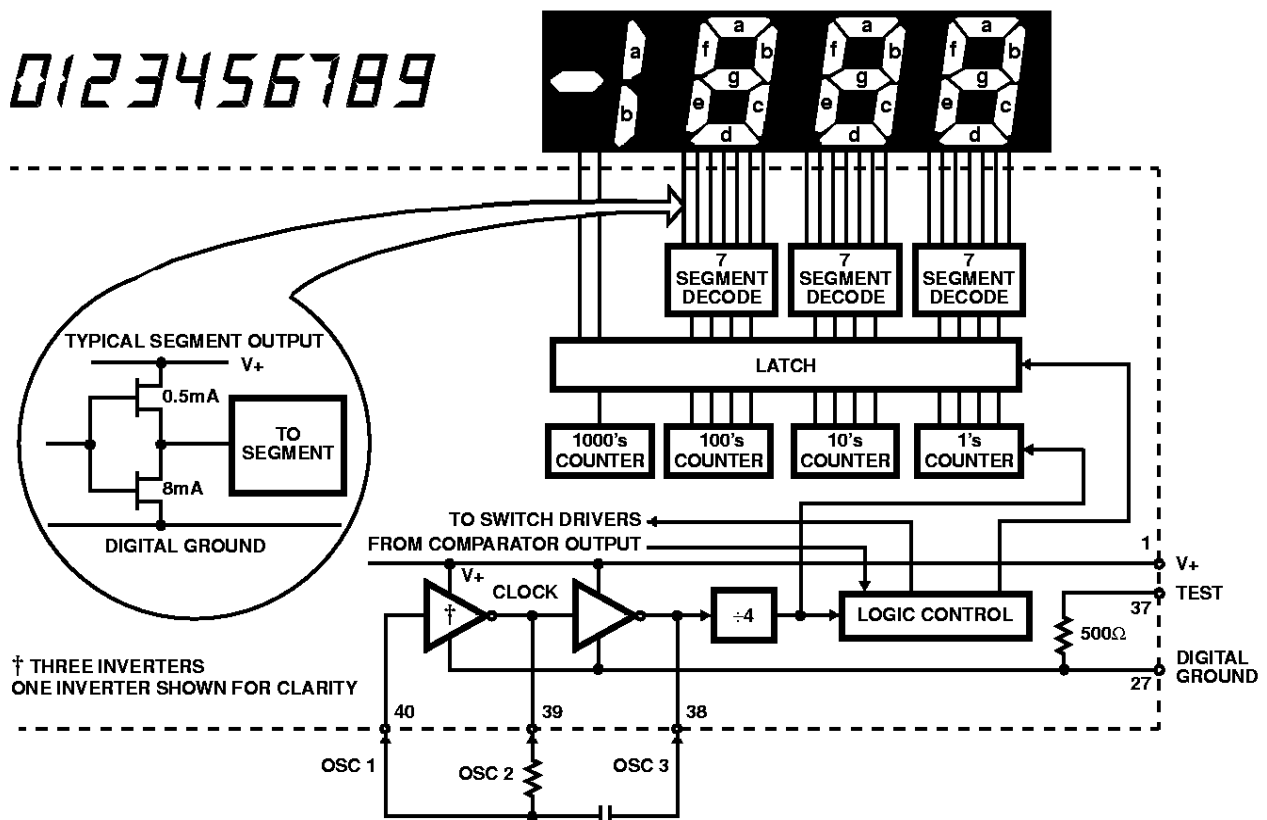 0123456789
a
b
a
f
b
g
e
c
d
a
f
b
g
e
c
d
a
f
b
g
e
c
d
7
SEGMENT
DECODE
7
SEGMENT
DECODE
7
SEGMENT
DECODE
TYPICAL SEGMENT OUTPUT
V+
0.5mA
TO
SEGMENT
8mA
DIGITAL GROUND
LATCH
1000's
COUNTER
100's
COUNTER
10's
COUNTER
1's
COUNTER
TO SWITCH DRIVERS
FROM COMPARATOR OUTPUT
1
V+
V+
CLOCK
†
÷4
LOGIC CONTROL
TEST
37
500Ω
DIGITAL
GROUND
27
† THREE INVERTERS
ONE INVERTER SHOWN FOR CLARITY
40
39
38
OSC 1
OSC 2
OSC 3